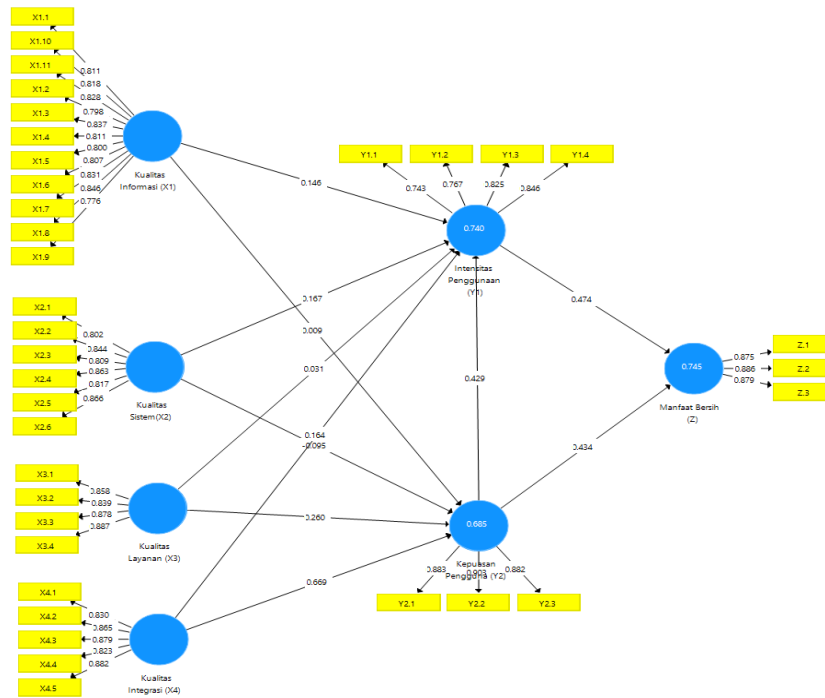 X1.1
X1.10
X1.11
X1.2
X1.3
X1.4
X1.5
X1.6
X1.7
X1.8
X1.9
0.811
0.818
0.828
0.798
0.837
0.811
0.800
0.807
0.831
0.846
0.776
Kualitas
Informasi (X1)
X2.1
X2.2
X2.3
X2.4
X2.5
X2.6
0.802
0.844
0.809
0.863
0.817
0.866
Kualitas
Sistem(X2)
X3.1
X3.2
X3.3
X3.4
0.858
0.839
0.878
0.887
Kualitas
Layanan (X3)
X4.1
X4.2
X4.3
X4.4
X4.5
0.830
0.865
0.879
0.823
0.882
Kualitas
Integrasi (X4)
0.146
0.167
0.009
0.031
0.164
-0.095
0.260
0.669
Y1.1
Y1.2
Y1.3
Y1.4
0.743
0.767
0.825
0.846
0.740
Intensitas
Penggunaan
(Y1)
0.429
0.685
Kepuasan
Pengguna (Y2)
0.883
0.903
0.882
Y2.1
Y2.2
Y2.3
0.474
0.434
0.745
Manfaat Bersih
(Z)
0.875
0.886
0.879
Z.1
Z.2
Z.3